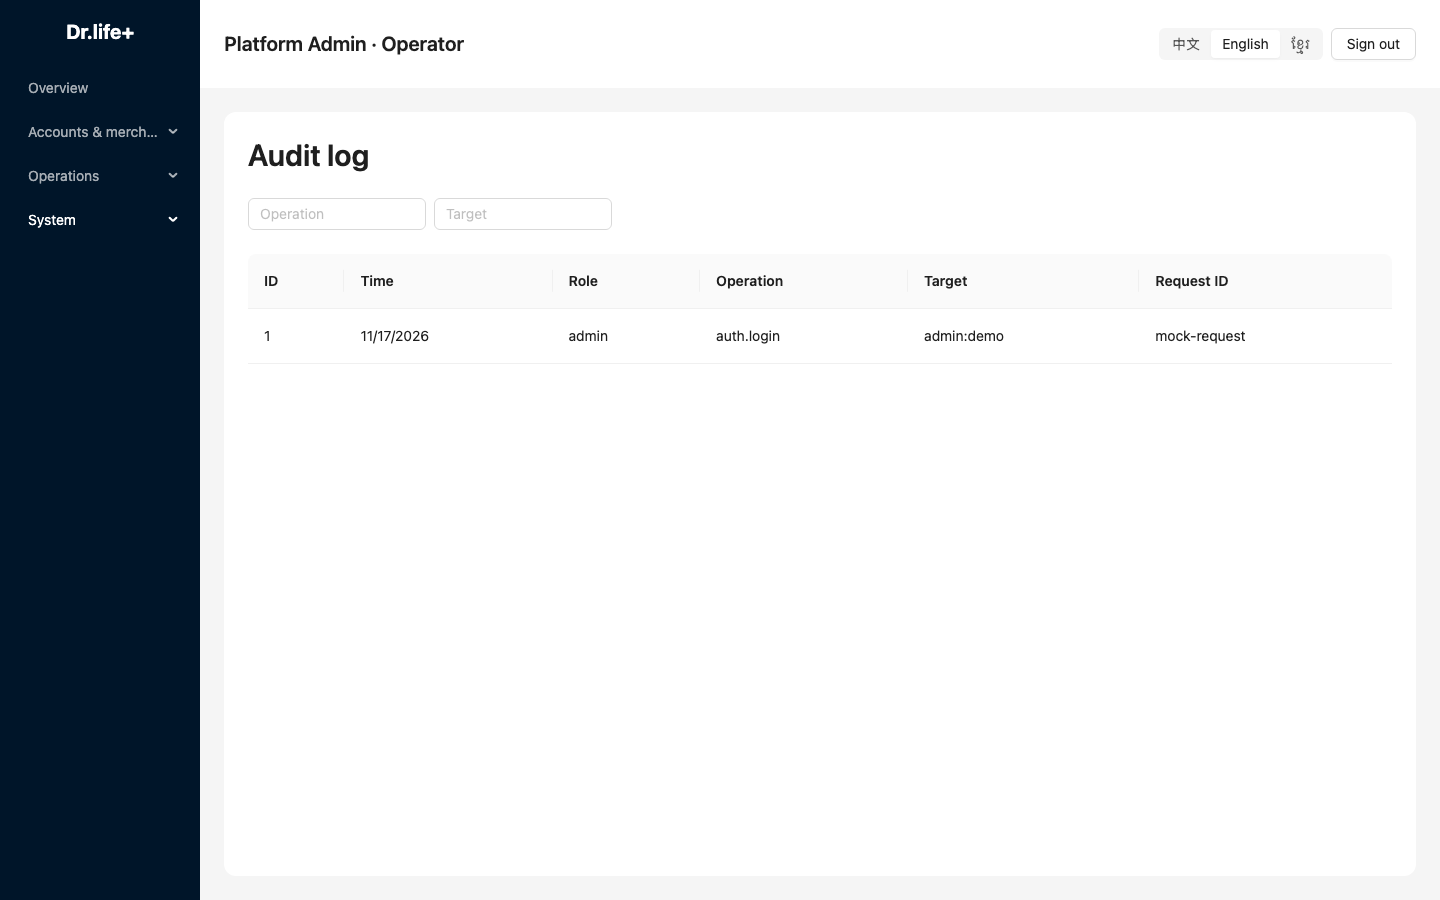 Dr.life+
Overview
Accounts & merch...
Operations
System
Platform Admin · Operator
中文 English ខ្មែរ Sign out
Audit log
Operation Target
ID Time Role Operation Target Request ID
1 11/17/2026 admin auth.login admin:demo mock-request